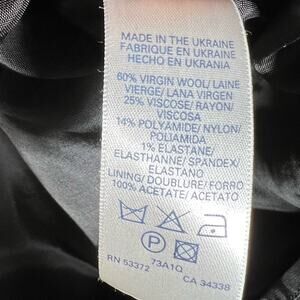 MADE IN THE UKRAINE
FABRIQUE EN UKRAINE
HECHO EN UKRANIA
60% VIRGIN WOOL/LAINE
VIERGE/ LANA VIRGEN
25% VISCOSE/ RAYON/
VISCOSA
14% POLYAMIDE/ NYLON/
POLIAMIDA
1% ELASTANE/
ELASTHANNE/ SPANDEX/
ELASTANO
LINING/ DOUBLURE/ FORRO
100% ACETATE/ ACETATO
P
73A1Q
RN 53372 CA 34338